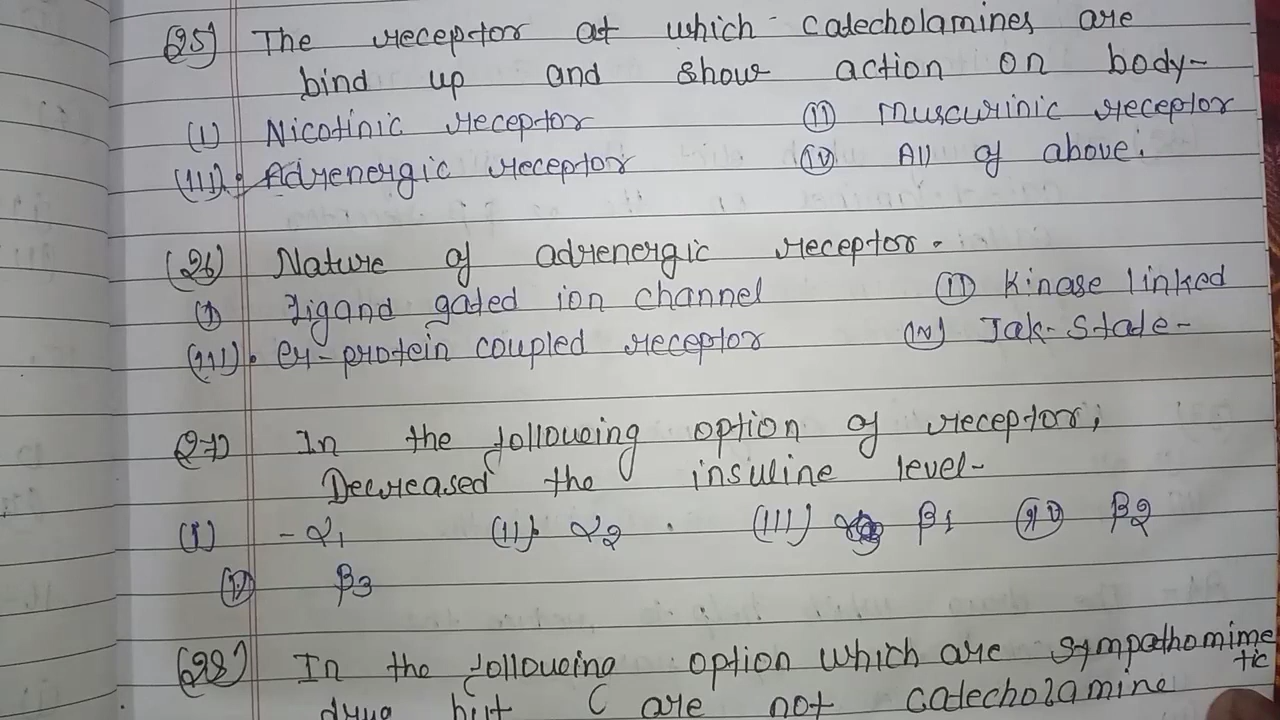 (25) The receptor at which catecholamines are
bind up and show action on body-
(I) Nicotinic receptor (II) Muscurinic receptor
(III) Adrenergic receptor (IV) All of above.
(26) Nature of adrenergic receptor.
(I) Ligand gated ion channel (II) Kinase linked
(III) G-protein coupled receptor (IV) Jak-State-
(27) In the following option of receptor,
Decreased the insuline level-
(I) - α1 (II) α2 (III) β1 (IV) β2
(V) β3
(28) In the following option which are sympathomimetic
drug but are not catecholamine